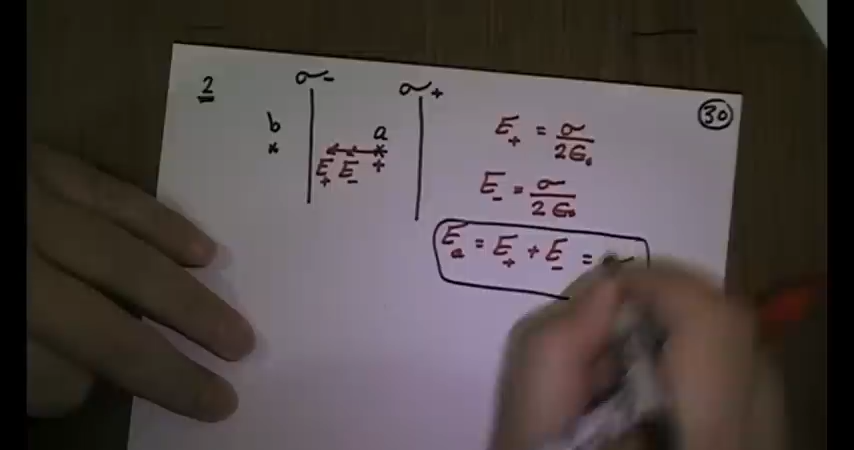 2
σ- σ+
30
b a
E+ E- +
E+ = σ/2ε₀
E- = σ/2ε₀
Ea = E+ + E- = σ